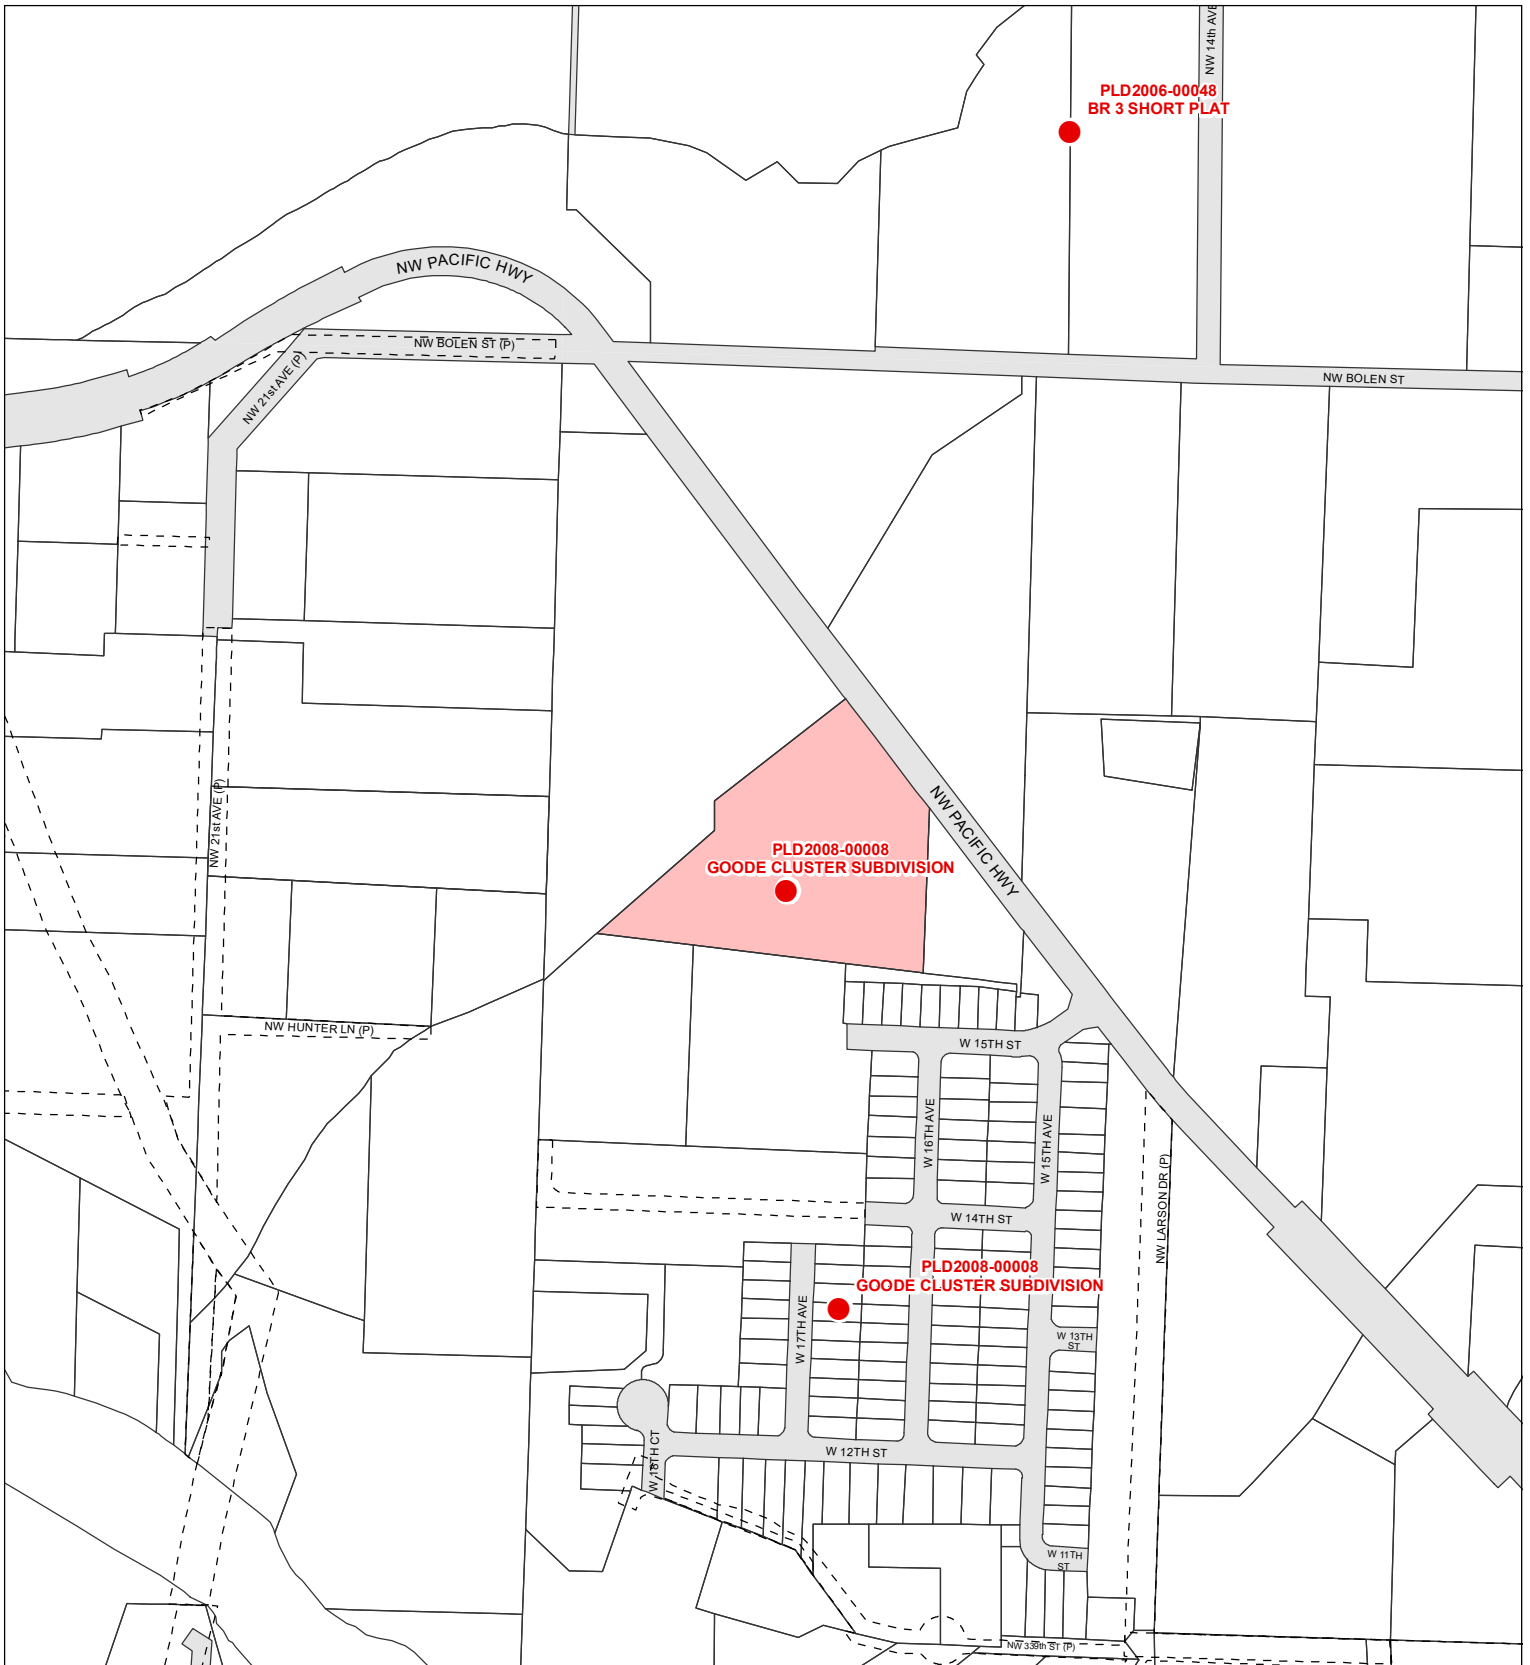 NW 14th AVE
PLD2006-00048
BR 3 SHORT PLAT
NW PACIFIC HWY
NW BOLEN ST (P)
NW 21st AVE (P)
NW BOLEN ST
NW 21st AVE (P)
NW PACIFIC HWY
PLD2008-00008
GOODE CLUSTER SUBDIVISION
NW HUNTER LN (P)
W 15TH ST
W 16TH AVE
W 15TH AVE
NW LARSON DR (P)
W 14TH ST
PLD2008-00008
GOODE CLUSTER SUBDIVISION
W 17TH AVE
W 13TH
ST
W 18TH CT
W 12TH ST
W 11TH
ST
NW 339th ST (P)